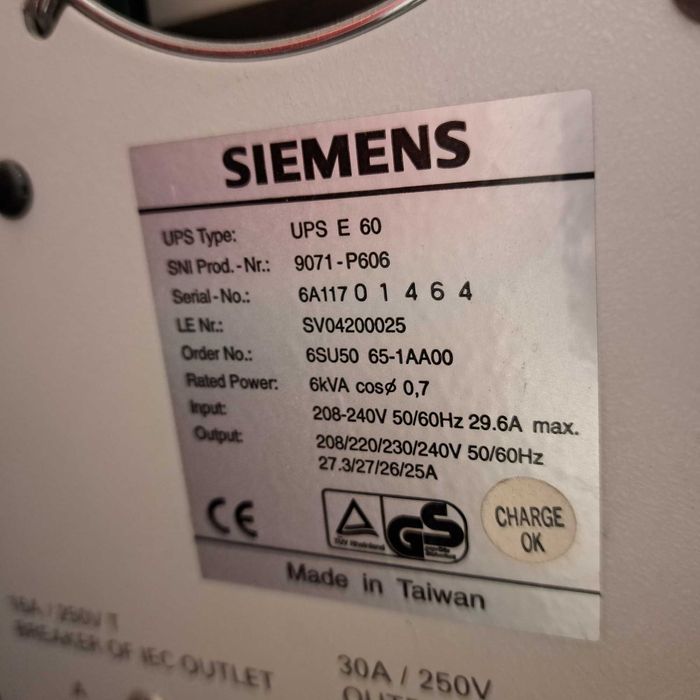 SIEMENS
UPS Type: UPS E 60
SNI Prod.-Nr.: 9071-P606
Serial-No.: 6A117 0 1 4 6 4
LE Nr.: SV04200025
Order No.: 6SU50 65-1AA00
Rated Power: 6kVA cosø 0,7
Input: 208-240V 50/60Hz 29.6A max.
Output: 208/220/230/240V 50/60Hz
27.3/27/26/25A
CE
TÜV Rheinland
GS
CHARGE
OK
Made in Taiwan
/ 250V T
BREAKER OF IEC OUTLET
30A / 250V